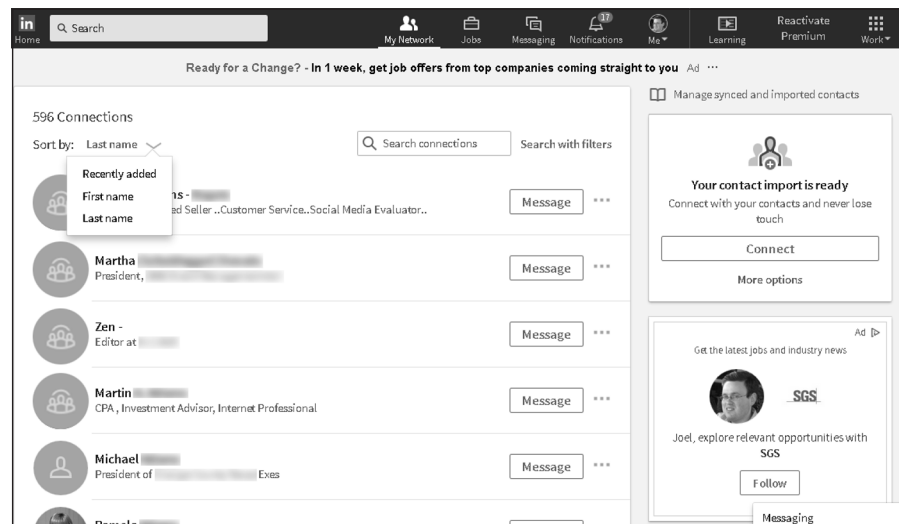 in
Search
17
Home
My Network
Jobs
Messaging
Notifications
Me
Learning
Reactivate
Premium
Work
Ready for a Change? - In 1 week, get job offers from top companies coming straight to you Ad ...
Manage synced and imported contacts
596 Connections
Sort by: Last name
Search connections
Search with filters
Recently added
First name
Last name
ns -
ed Seller ..Customer Service..Social Media Evaluator..
Message
Martha
President,
Message
Zen -
Editor at
Message
Martin
CPA , Investment Advisor, Internet Professional
Message
Michael
President of Exes
Message
Your contact import is ready
Connect with your contacts and never lose
touch
Connect
More options
Ad
Get the latest jobs and industry news
SGS
Joel, explore relevant opportunities with
SGS
Follow
Messaging